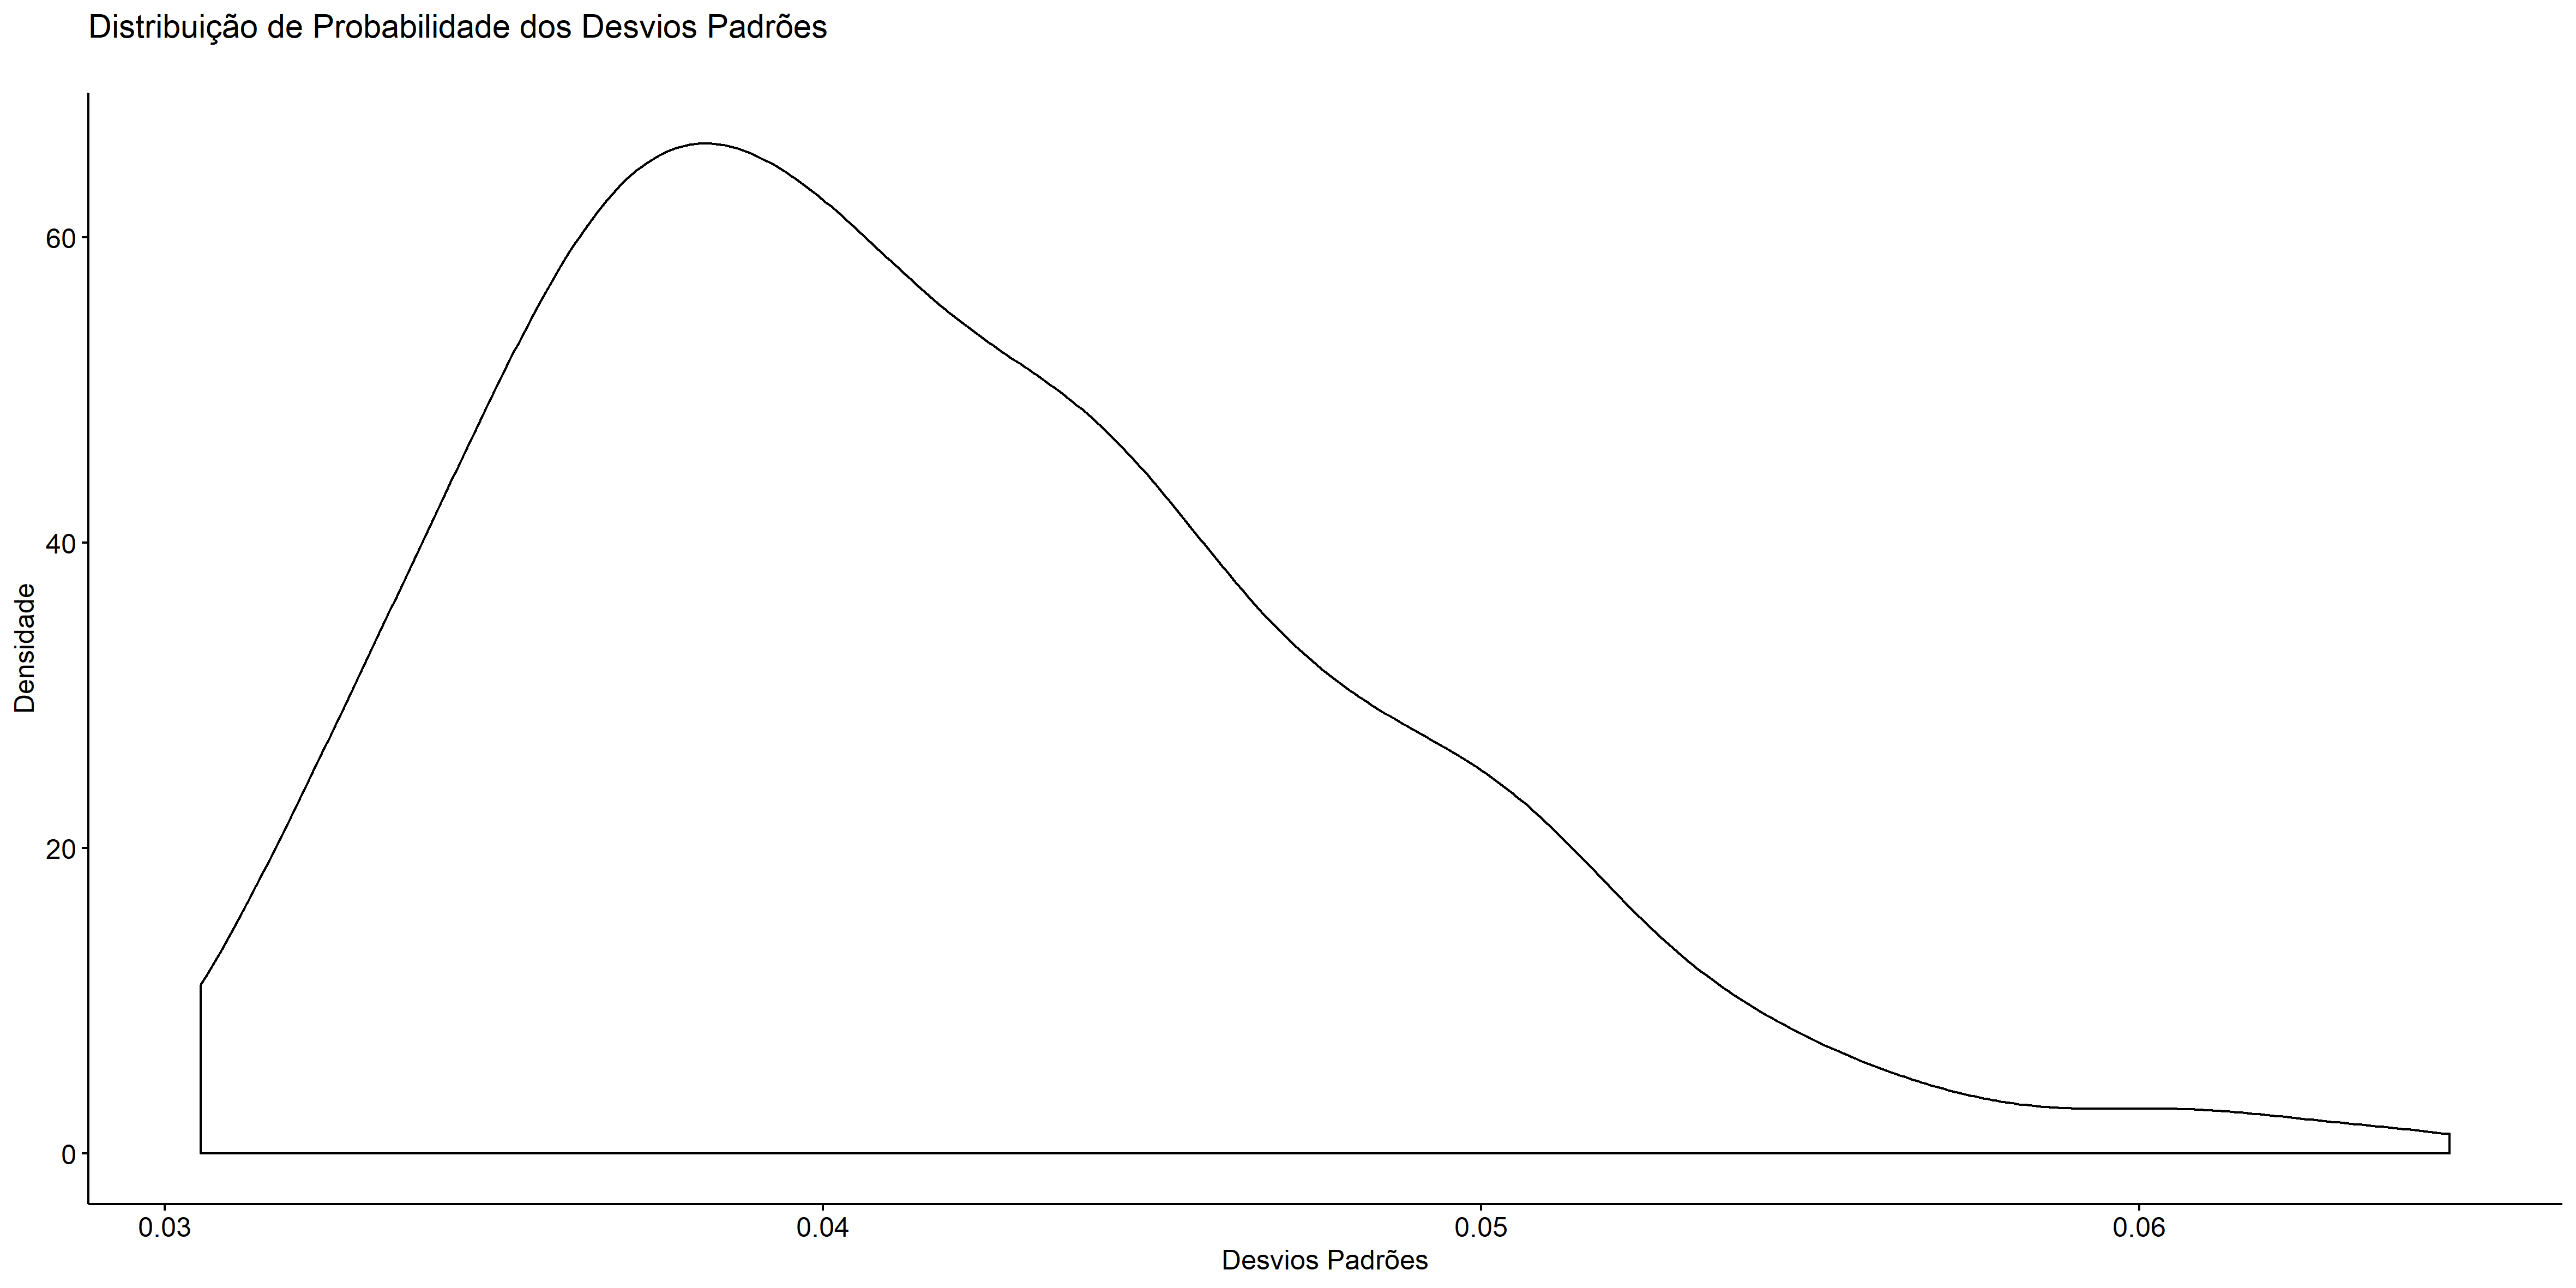 Distribuição de Probabilidade dos Desvios Padrões
60
40
20
0
Densidade
0.03 0.04 0.05 0.06
Desvios Padrões